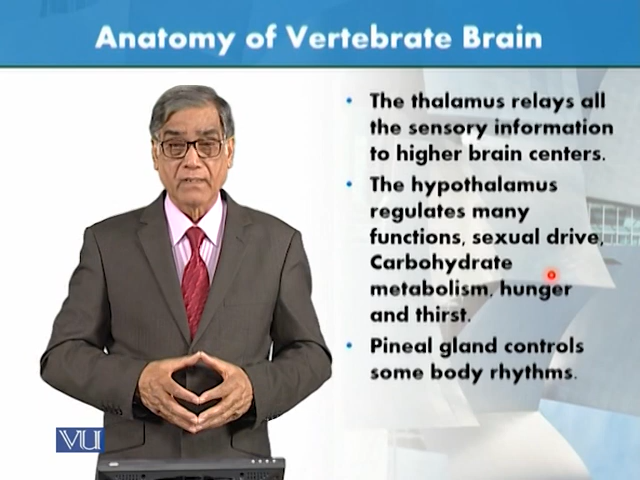 Anatomy of Vertebrate Brain
• The thalamus relays all
the sensory information
to higher brain centers.
• The hypothalamus
regulates many
functions, sexual drive,
Carbohydrate
metabolism, hunger
and thirst.
• Pineal gland controls
some body rhythms.
VU